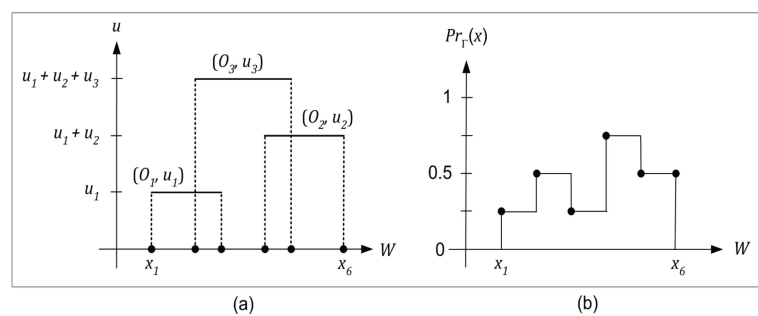 u
u₁ + u₂ + u₃
(O₃, u₃)
u₁ + u₂
(O₂, u₂)
u₁
(O₁, u₁)
x₁
x₆
W
(a)
Pr_Γ(x)
1
0.5
0
x₁
x₆
W
(b)